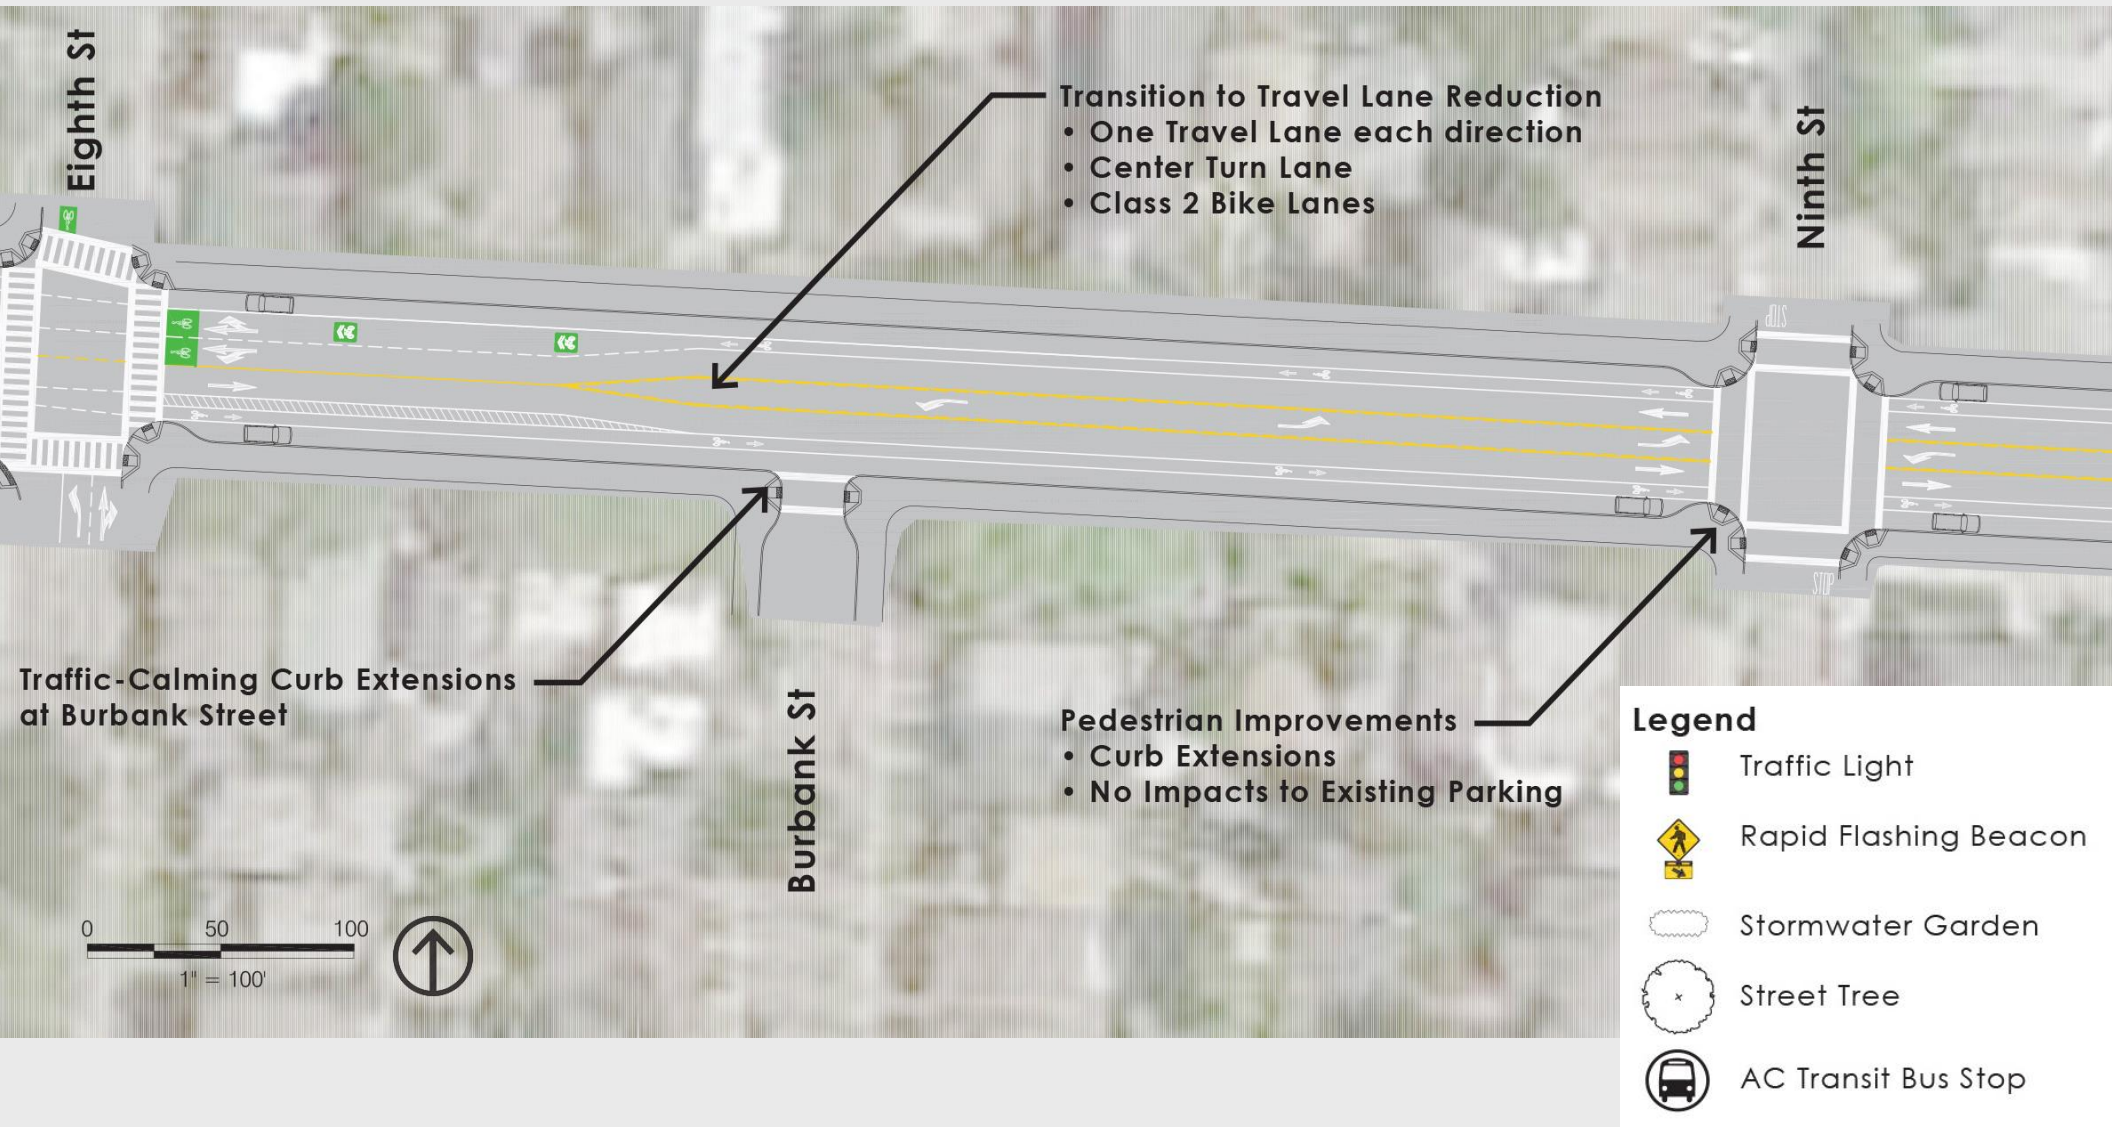 Eighth St
Transition to Travel Lane Reduction
• One Travel Lane each direction
• Center Turn Lane
• Class 2 Bike Lanes
Ninth St
STOP
STOP
Traffic-Calming Curb Extensions
at Burbank Street
Burbank St
Pedestrian Improvements
• Curb Extensions
• No Impacts to Existing Parking
0 50 100
1" = 100'
Legend
Traffic Light
Rapid Flashing Beacon
Stormwater Garden
Street Tree
AC Transit Bus Stop